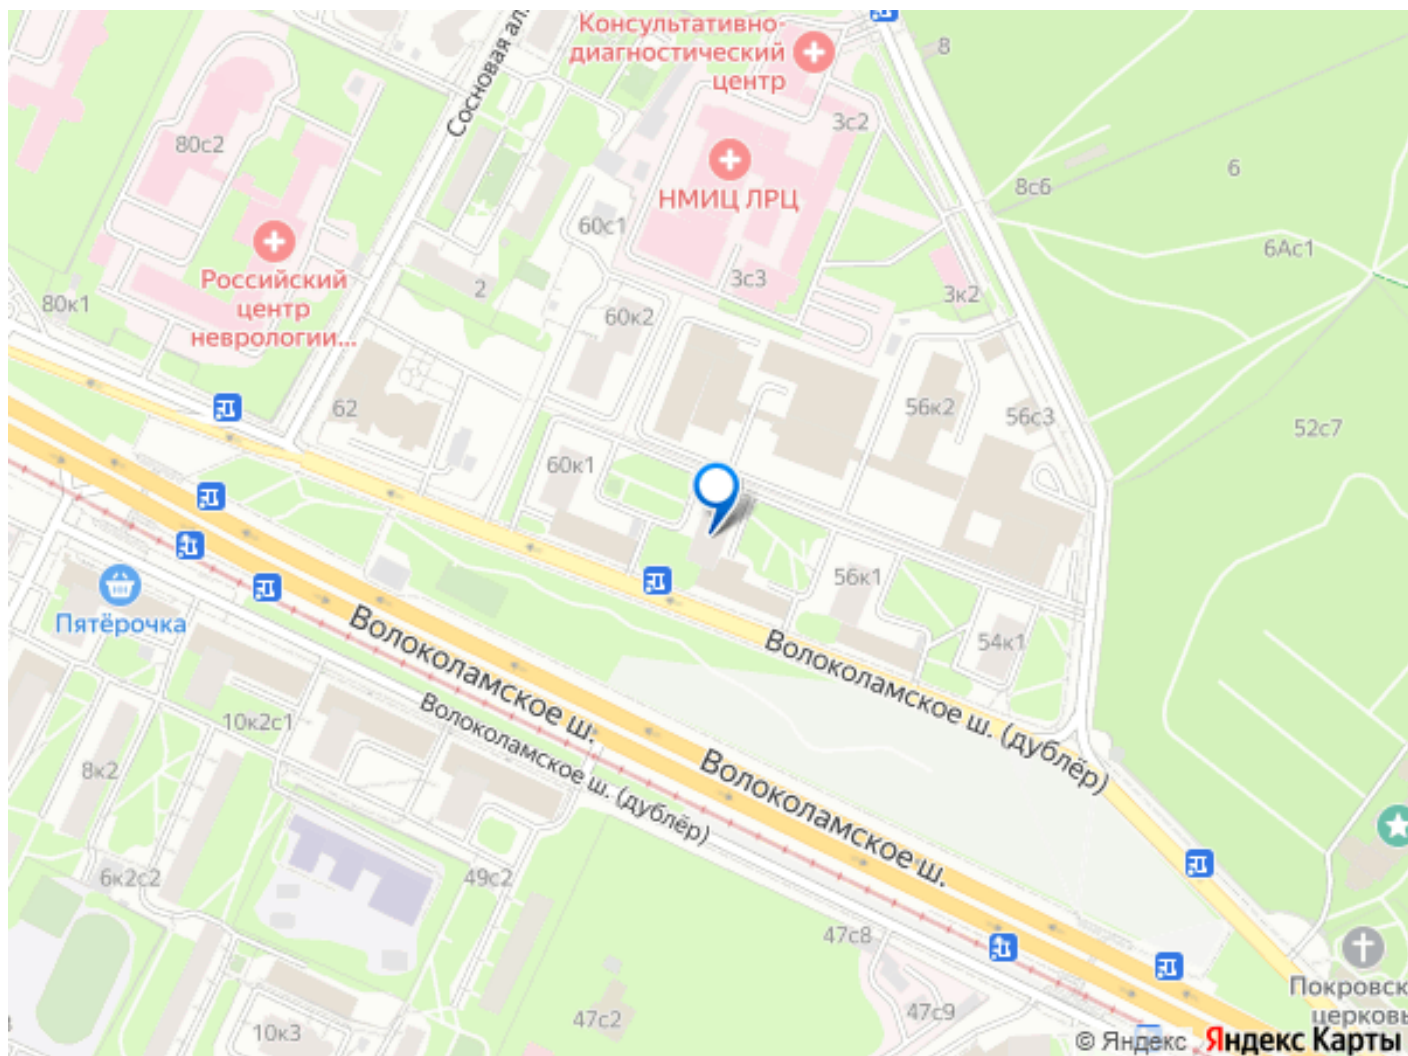 Консультативно-
диагностический
центр
8
Сосновая ал.
3с2
80с2
НМИЦ ЛРЦ
6
8с6
60с1
6Ас1
Российский
центр
неврологии...
3с3
2
3к2
80к1
60к2
62
56к2
56с3
52с7
60к1
56к1
Пятёрочка
Волоколамское ш.
Волоколамское ш. (дублёр)
54к1
10к2с1
Волоколамское ш. (дублёр)
Волоколамское ш.
8к2
6к2с2
49с2
47с8
Покровск
церковь
47с9
47с2
10к3
© Яндекс Яндекс Карты